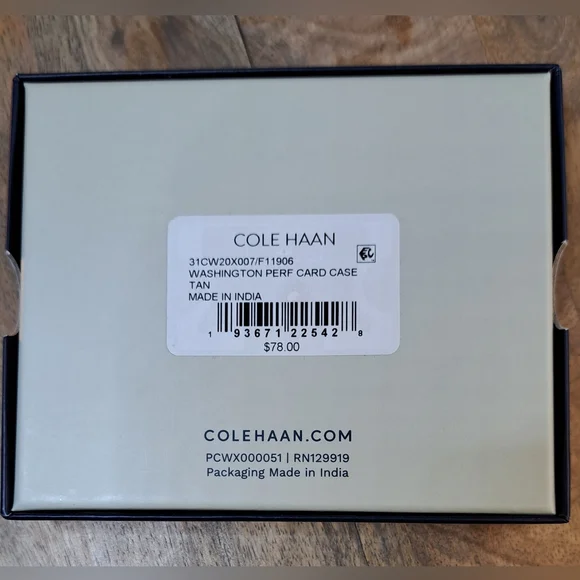 COLE HAAN
31CW20X007/F11906
WASHINGTON PERF CARD CASE
TAN
MADE IN INDIA
1 93671 22542 8
$78.00
COLEHAAN.COM
PCWX000051 | RN129919
Packaging Made in India